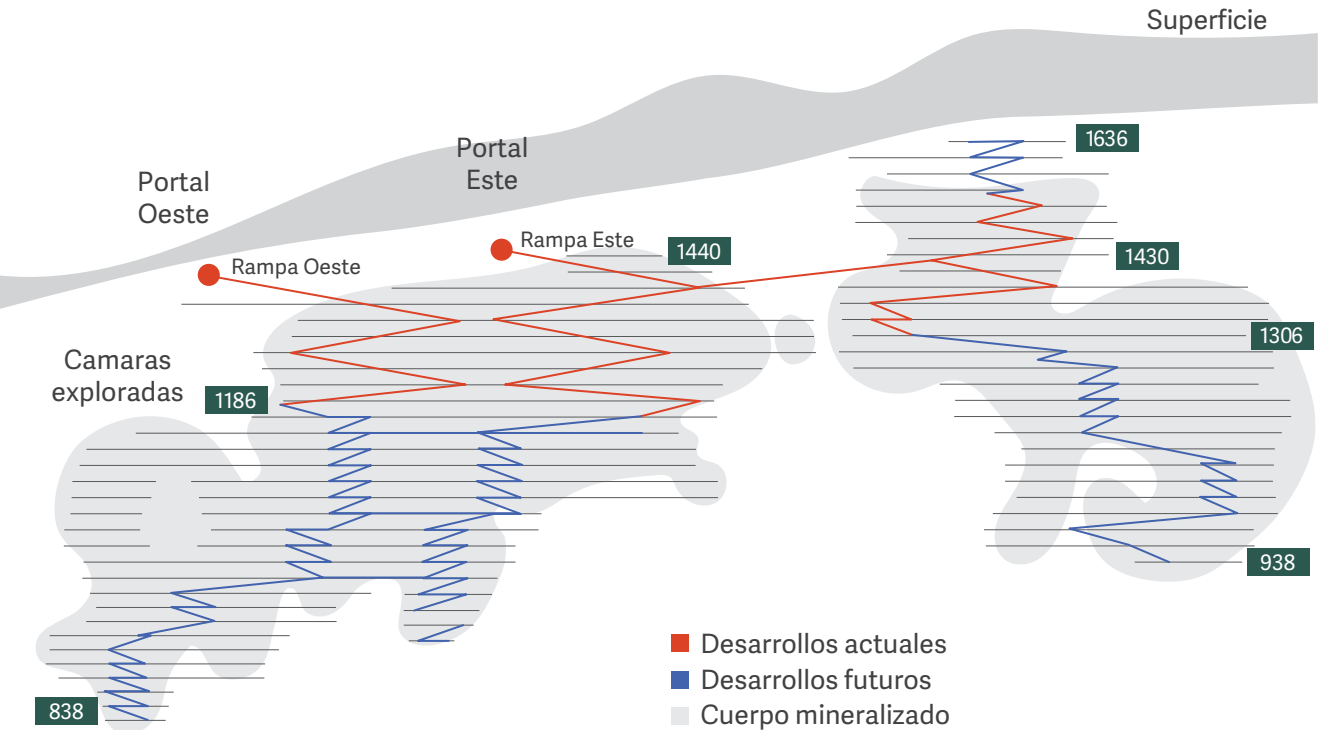 Superficie
1636
Portal
Este
Portal
Oeste
Rampa Este
1440
1430
Rampa Oeste
1306
Camaras
exploradas
1186
938
Desarrollos actuales
Desarrollos futuros
Cuerpo mineralizado
838